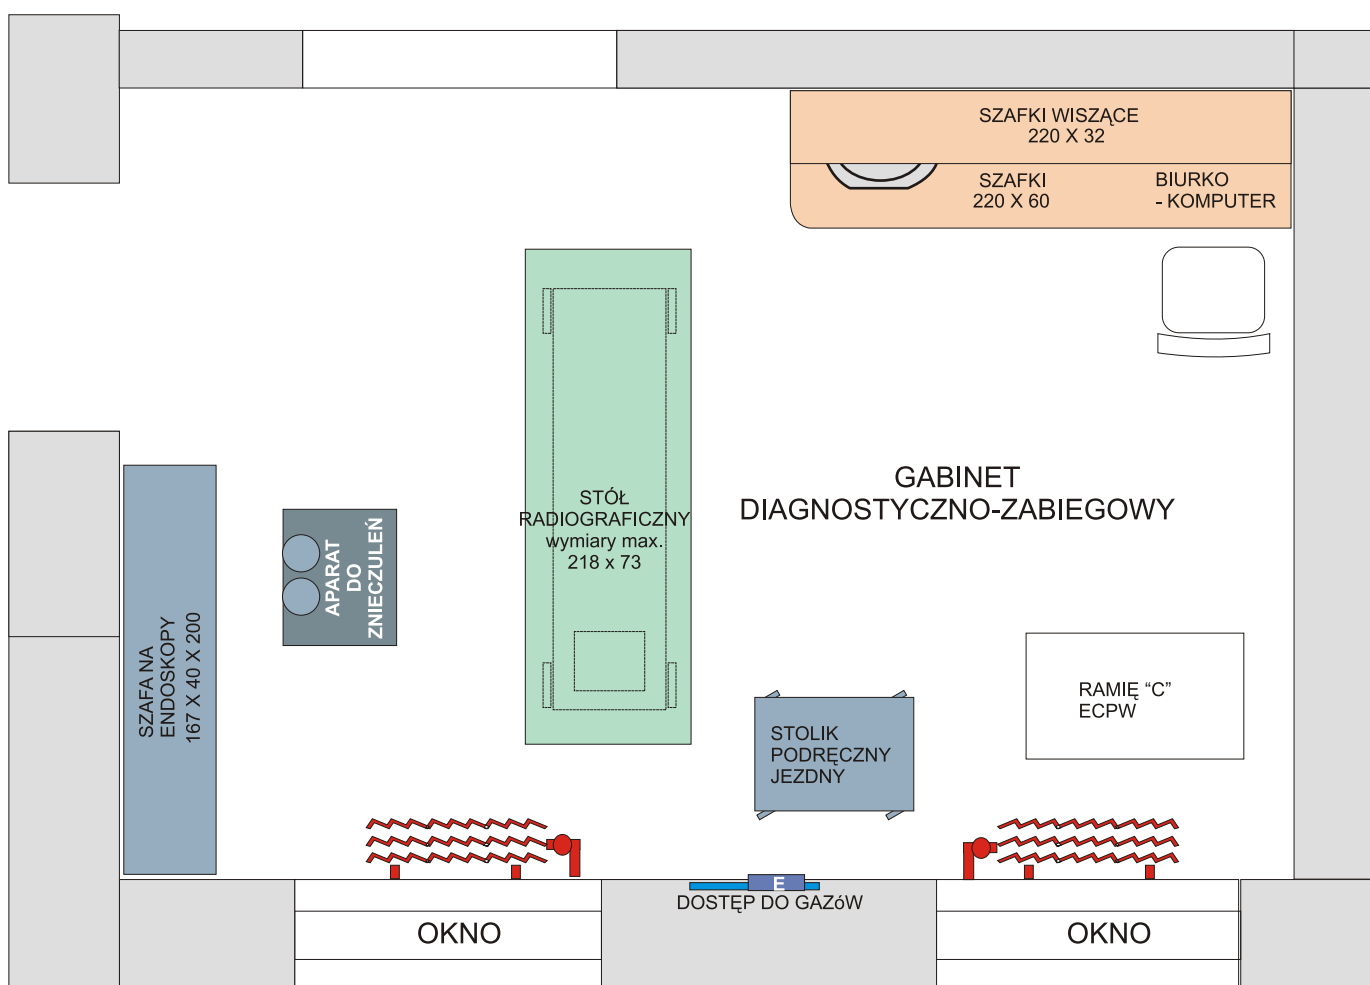 SZAFKI WISZĄCE
220 X 32
SZAFKI
220 X 60
BIURKO
- KOMPUTER
GABINET
DIAGNOSTYCZNO-ZABIEGOWY
STÓŁ
RADIOGRAFICZNY
wymiary max.
218 x 73
APARAT
DO
ZNIECZULEŃ
SZAFA NA
ENDOSKOPY
167 X 40 X 200
RAMIĘ “C”
ECPW
STOLIK
PODRĘCZNY
JEZDNY
E
DOSTĘP DO GAZóW
OKNO
OKNO